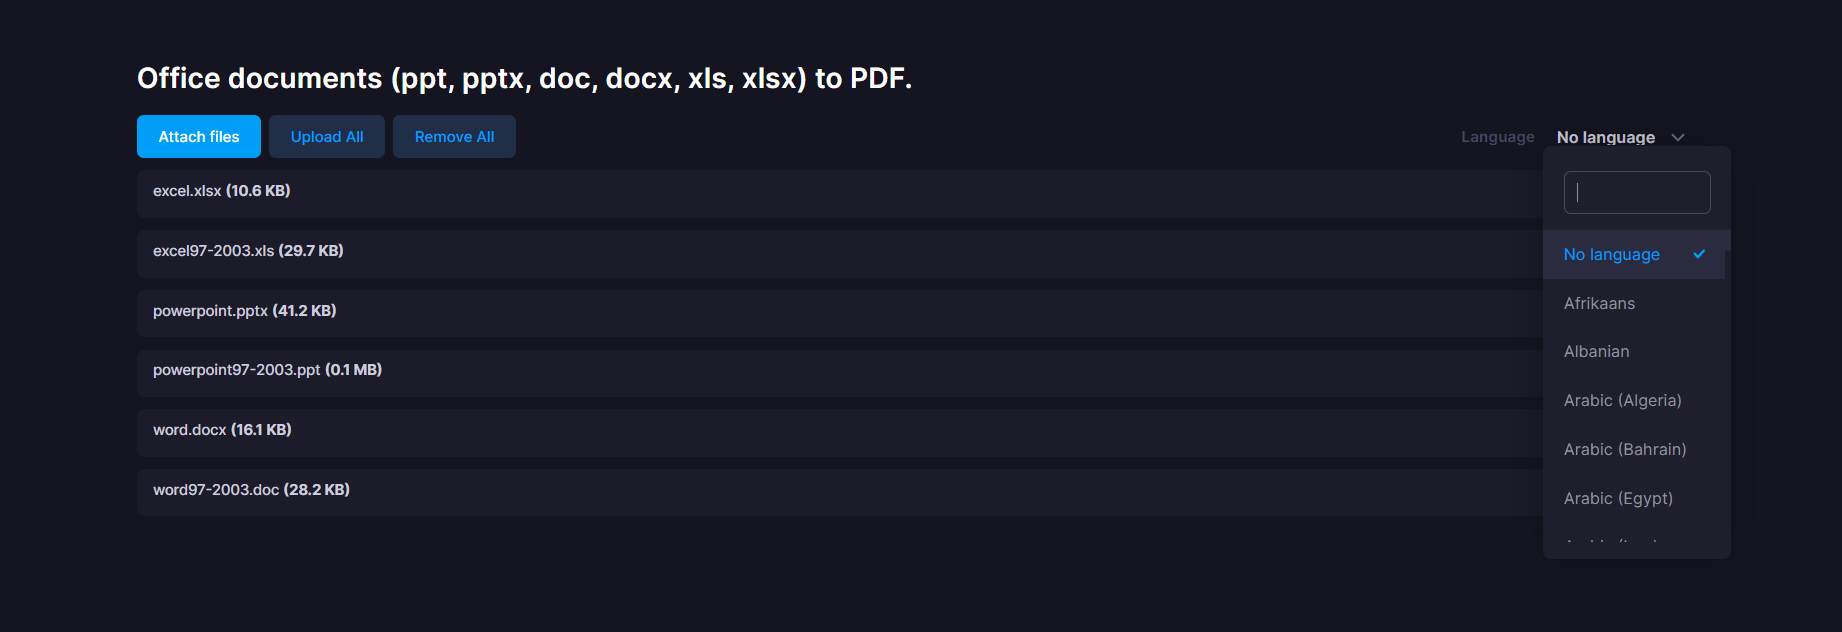 Office documents (ppt, pptx, doc, docx, xls, xlsx) to PDF.
Attach files
Upload All
Remove All
Language
No language
excel.xlsx (10.6 KB)
excel97-2003.xls (29.7 KB)
powerpoint.pptx (41.2 KB)
powerpoint97-2003.ppt (0.1 MB)
word.docx (16.1 KB)
word97-2003.doc (28.2 KB)
No language
Afrikaans
Albanian
Arabic (Algeria)
Arabic (Bahrain)
Arabic (Egypt)